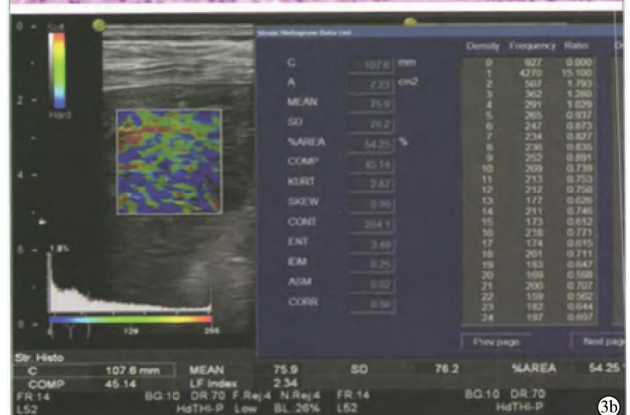 Strain Histogram Data List
Soft
Hard
0
2
4
6
8
1.8%
0 128 255
C 107.6 mm
A 7.23 cm2
MEAN 75.9
SD 76.2
%AREA 54.25 %
COMP 45.14
KURT 2.67
SKEW 0.90
CONT 264.1
ENT 3.49
IDM 0.25
ASM 0.02
CORR 0.98
Density Frequency Ratio
0 927 0.000
1 4270 15.100
2 507 1.793
3 362 1.280
4 291 1.029
5 265 0.937
6 247 0.873
7 234 0.827
8 236 0.835
9 252 0.891
10 209 0.739
11 213 0.753
12 212 0.750
13 177 0.626
14 211 0.746
15 173 0.612
16 218 0.771
17 174 0.615
18 201 0.711
19 183 0.647
20 169 0.598
21 200 0.707
22 159 0.562
23 182 0.644
24 197 0.697
Prev page Next page
Str. Histo
C 107.6 mm MEAN 75.9 SD 76.2 %AREA 54.25
COMP 45.14 LF Index 2.34
FR:14 BG:10 DR:70 F.Rej:4 N.Rej:4 FR:14 BG:10 DR:70
L52 HdTHI-P Low BL:26% L52 HdTHI-P
3b